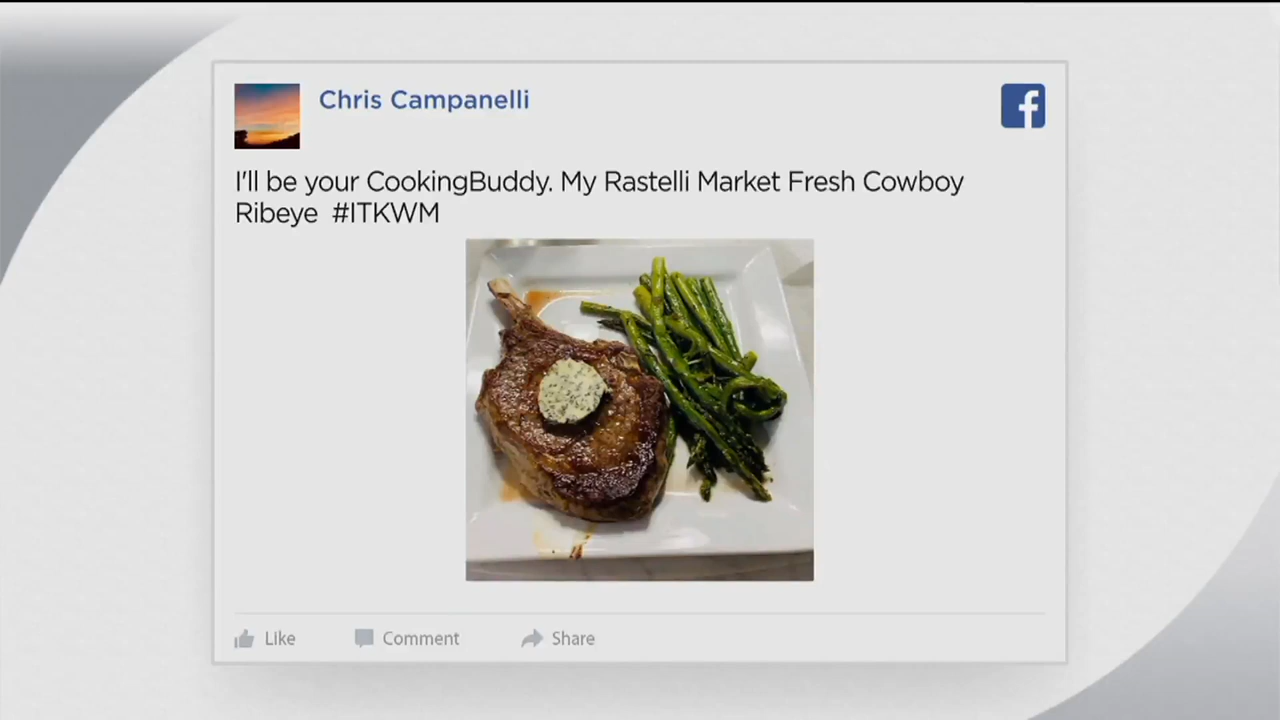 Chris Campanelli
I'll be your CookingBuddy. My Rastelli Market Fresh Cowboy
Ribeye #ITKWM
Like Comment Share